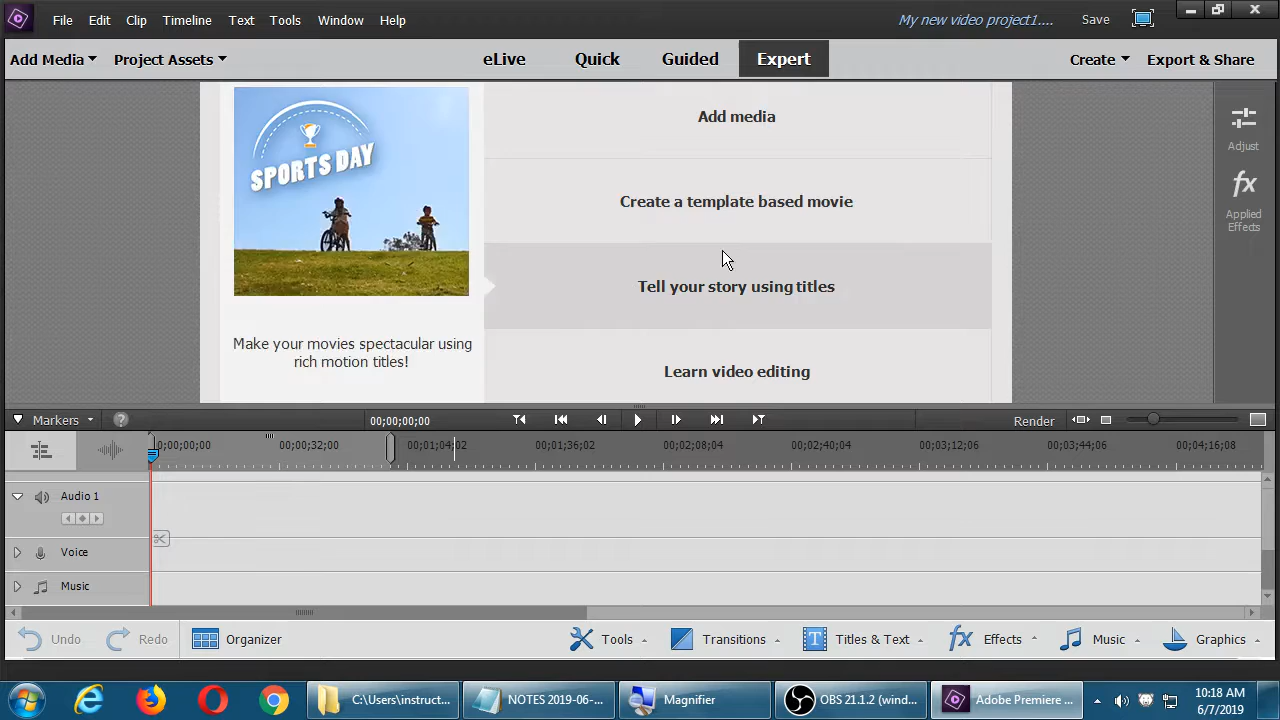 File Edit Clip Timeline Text Tools Window Help My new video project1.... Save
Add Media Project Assets eLive Quick Guided Expert Create Export & Share
SPORTS DAY
Make your movies spectacular using
rich motion titles!
Add media
Create a template based movie
Tell your story using titles
Learn video editing
Adjust
fx
Applied
Effects
Markers ? 00;00;00;00 Render
0;00;00;00 00;00;32;00 00;01;04;02 00;01;36;02 00;02;08;04 00;02;40;04 00;03;12;06 00;03;44;06 00;04;16;08
Audio 1
Voice
Music
Undo Redo Organizer Tools Transitions T Titles & Text fx Effects Music Graphics
C:\Users\instruct... NOTES 2019-06-... Magnifier OBS 21.1.2 (wind... Adobe Premiere ... 10:18 AM
6/7/2019